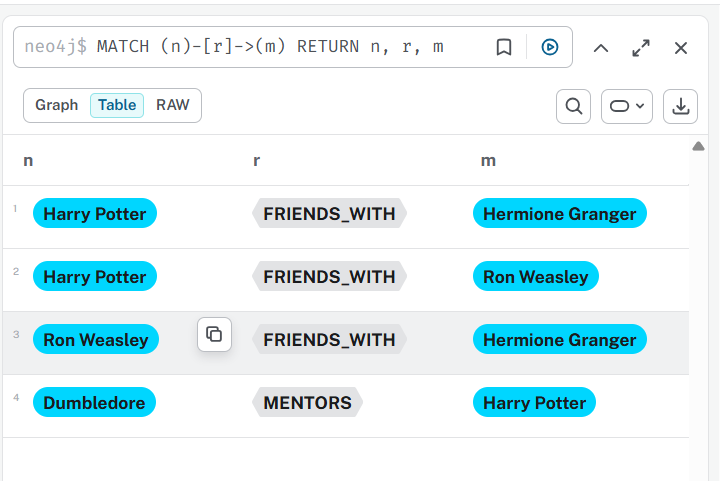 neo4j$ MATCH (n)-[r]->(m) RETURN n, r, m
Graph Table RAW
n r m
1 Harry Potter FRIENDS_WITH Hermione Granger
2 Harry Potter FRIENDS_WITH Ron Weasley
3 Ron Weasley FRIENDS_WITH Hermione Granger
4 Dumbledore MENTORS Harry Potter